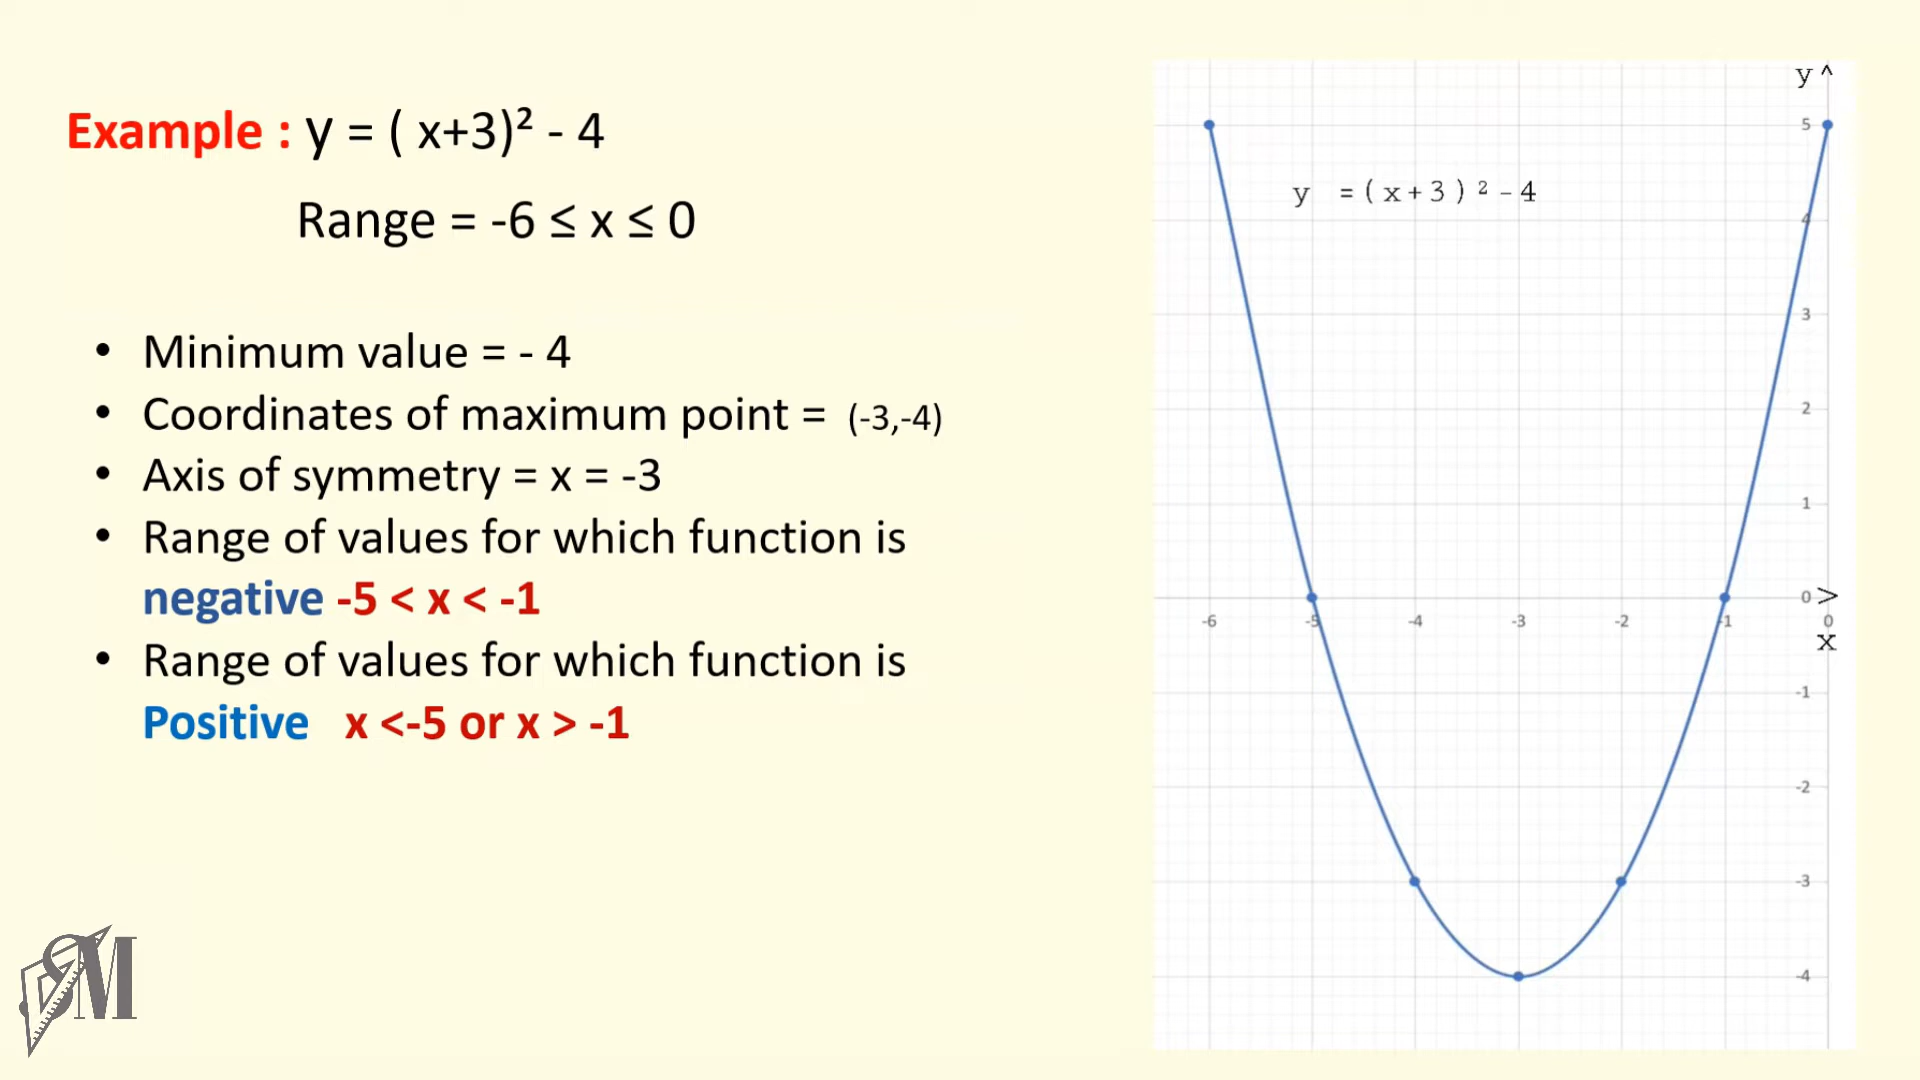 Example : y = ( x+3)² - 4
Range = -6 ≤ x ≤ 0
• Minimum value = - 4
• Coordinates of maximum point = (-3,-4)
• Axis of symmetry = x = -3
• Range of values for which function is
negative -5 < x < -1
• Range of values for which function is
Positive x <-5 or x > -1
SM
y ^
5
y = ( x + 3 ) ² - 4
4
3
2
1
0 >
-6 -5 -4 -3 -2 -1 0
x
-1
-2
-3
-4